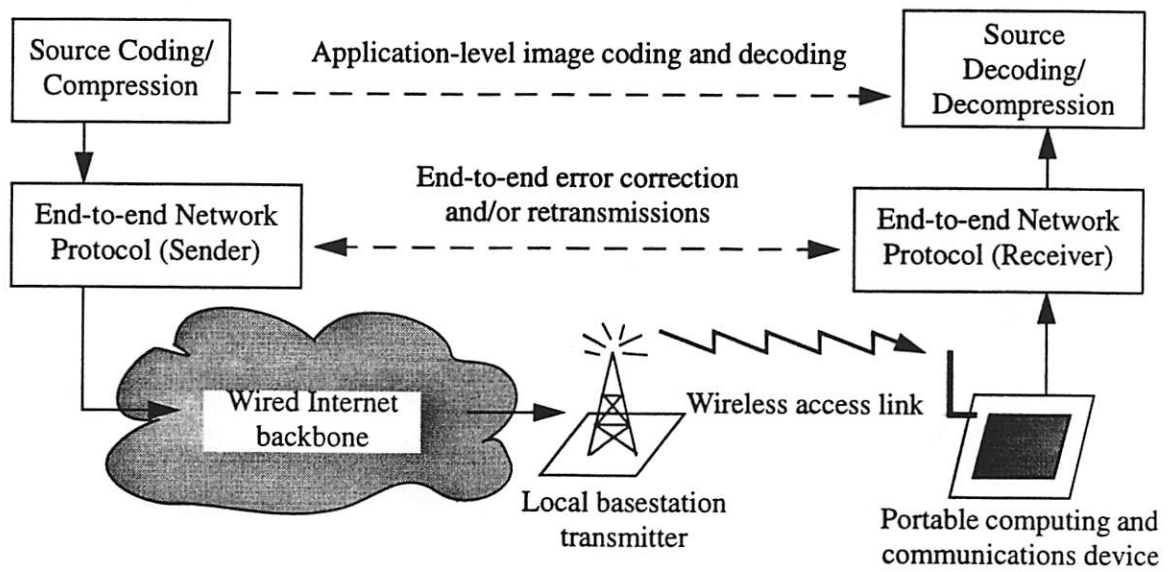 Source Coding/
Compression
Application-level image coding and decoding
Source
Decoding/
Decompression
End-to-end Network
Protocol (Sender)
End-to-end error correction
and/or retransmissions
End-to-end Network
Protocol (Receiver)
Wired Internet
backbone
Wireless access link
Local basestation
transmitter
Portable computing and
communications device